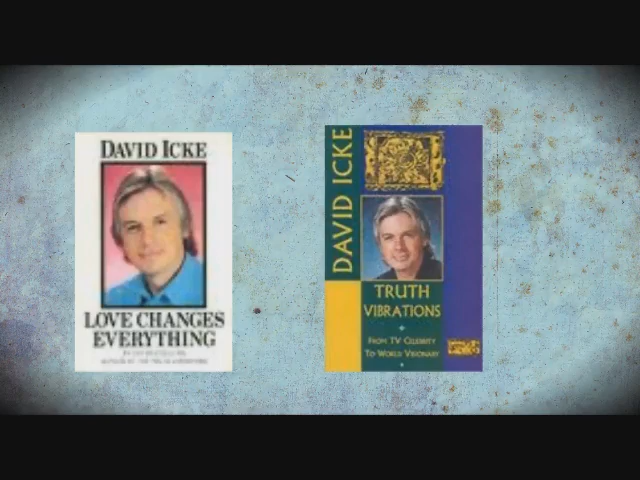 DAVID ICKE
LOVE CHANGES
EVERYTHING
DAVID ICKE
TRUTH
VIBRATIONS
FROM TV CELEBRITY
TO WORLD VISIONARY